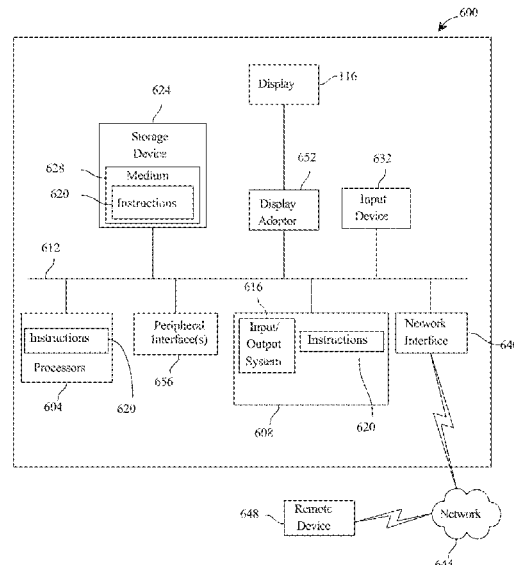 600
624
Display
116
Storage
Device
628
Medium
652
632
620
Instructions
Display
Adaptor
Input
Device
612
616
Instructions
Processors
Peripheral
Interface(s)
Input/
Output
System
Instructions
Network
Interface
640
604
620
656
608
620
648
Remote
Device
Network
644